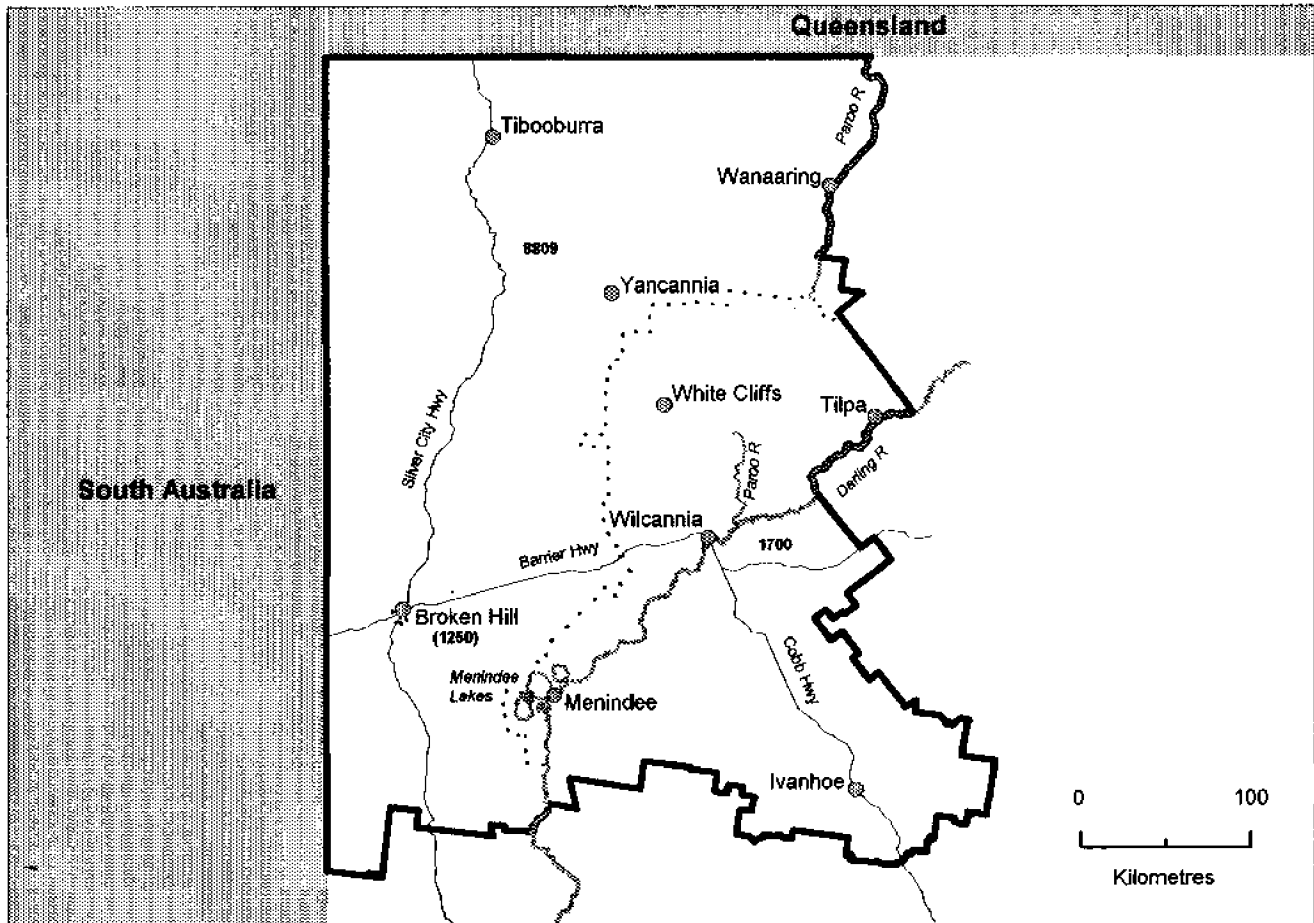 Queensland
Paroo R
Tibooburra
Wanaaring
8809
Yancannia
White Cliffs
Tilpa
Silver City Hwy
South Australia
Paroo R
Darling R
Wilcannia
1700
Barrier Hwy
Broken Hill
(1250)
Menindee
Lakes
Menindee
Cobb Hwy
Ivanhoe
0 100
Kilometres